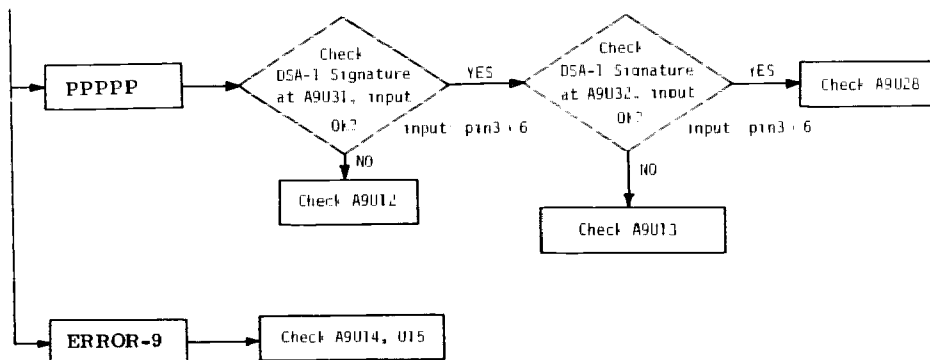 PPPPP
Check
DSA-1 Signature
at A9U31, input
OK?
YES
input: pin3 - 6
NO
Check A9U12
Check
DSA-1 Signature
at A9U32, input
OK?
YES
input: pin3 - 6
NO
Check A9U13
Check A9U28
ERROR-9
Check A9U14, U15